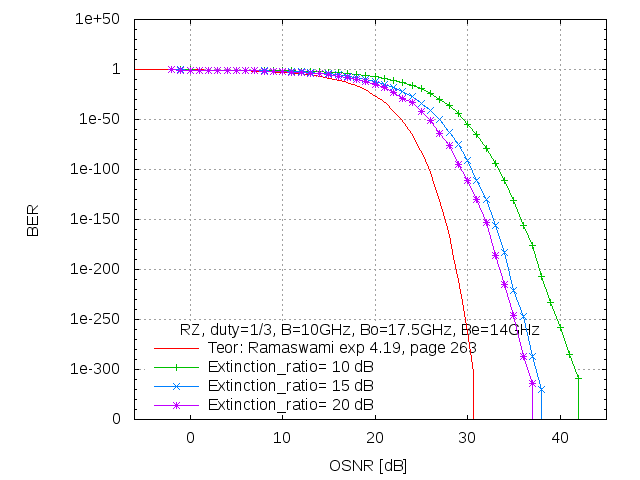 1e+50
1
1e-50
1e-100
1e-150
1e-200
1e-250
1e-300
0
BER
RZ, duty=1/3, B=10GHz, Bo=17.5GHz, Be=14GHz
Teor: Ramaswami exp 4.19, page 263
Extinction_ratio= 10 dB
Extinction_ratio= 15 dB
Extinction_ratio= 20 dB
0 10 20 30 40
OSNR [dB]